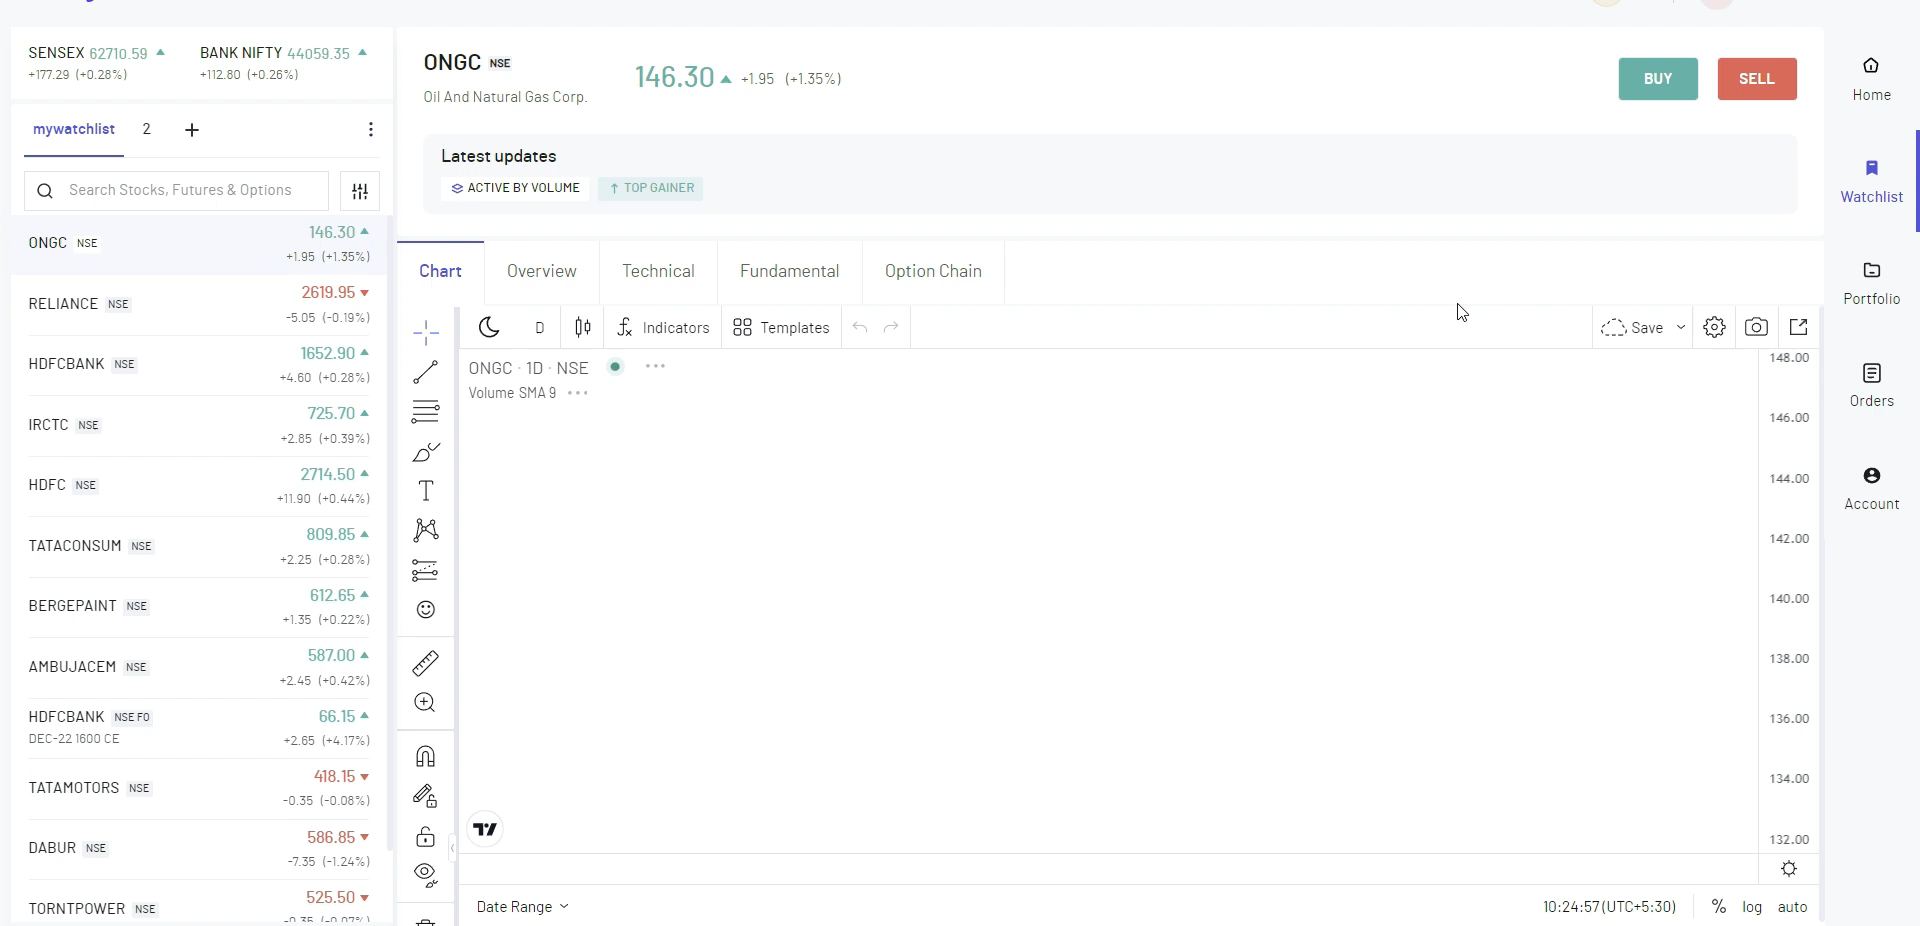 SENSEX 62710.59
+177.29 (+0.28%)
BANK NIFTY 44059.35
+112.80 (+0.26%)
mywatchlist 2 +
Search Stocks, Futures & Options
ONGC NSE 146.30
+1.95 (+1.35%)
RELIANCE NSE 2619.95
-5.05 (-0.19%)
HDFCBANK NSE 1652.90
+4.60 (+0.28%)
IRCTC NSE 725.70
+2.85 (+0.39%)
HDFC NSE 2714.50
+11.90 (+0.44%)
TATACONSUM NSE 809.85
+2.25 (+0.28%)
BERGEPAINT NSE 612.65
+1.35 (+0.22%)
AMBUJACEM NSE 587.00
+2.45 (+0.42%)
HDFCBANK NSE FO 66.15
DEC-22 1600 CE +2.65 (+4.17%)
TATAMOTORS NSE 418.15
-0.35 (-0.08%)
DABUR NSE 586.85
-7.35 (-1.24%)
TORNTPOWER NSE 525.50
-0.35 (-0.07%)
ONGC NSE
Oil And Natural Gas Corp.
146.30 +1.95 (+1.35%)
BUY SELL
Latest updates
ACTIVE BY VOLUME TOP GAINER
Chart Overview Technical Fundamental Option Chain
D Indicators Templates Save
ONGC · 1D · NSE
Volume SMA 9
148.00
146.00
144.00
142.00
140.00
138.00
136.00
134.00
132.00
Date Range 10:24:57 (UTC+5:30) % log auto
Home
Watchlist
Portfolio
Orders
Account